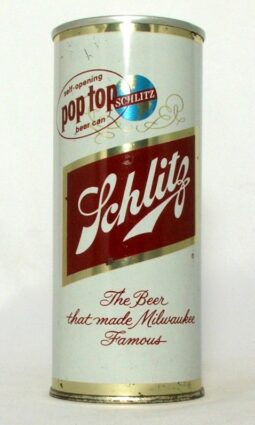 self-opening
pop top
beer can
SCHLITZ
Schlitz
The Beer
that made Milwaukee
Famous